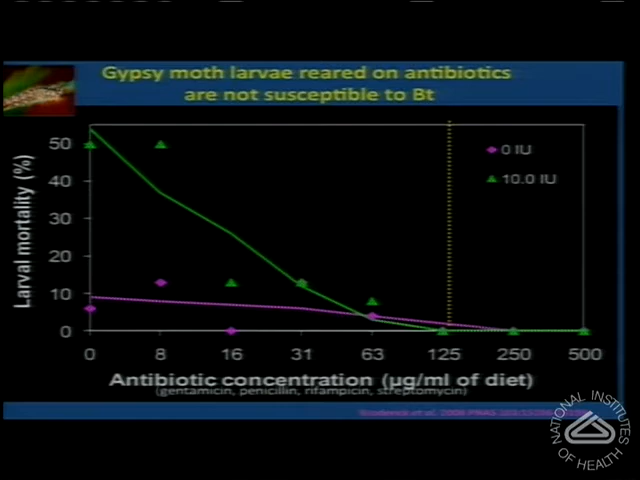 Gypsy moth larvae reared on antibiotics
are not susceptible to Bt
Larval mortality (%)
50
40
30
20
10
0
0 IU
10.0 IU
0 8 16 31 63 125 250 500
Antibiotic concentration (µg/ml of diet)
(gentamicin, penicillin, rifampicin, streptomycin)
NATIONAL INSTITUTES
OF HEALTH